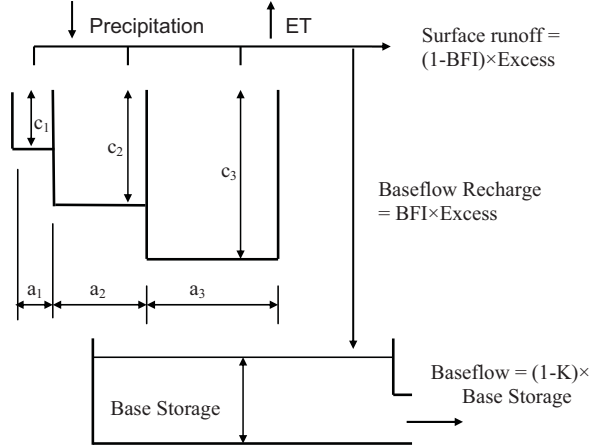 Precipitation
ET
Surface runoff =
(1-BFI)×Excess
c₁
c₂
c₃
Baseflow Recharge
= BFI×Excess
a₁
a₂
a₃
Base Storage
Baseflow = (1-K)×
Base Storage